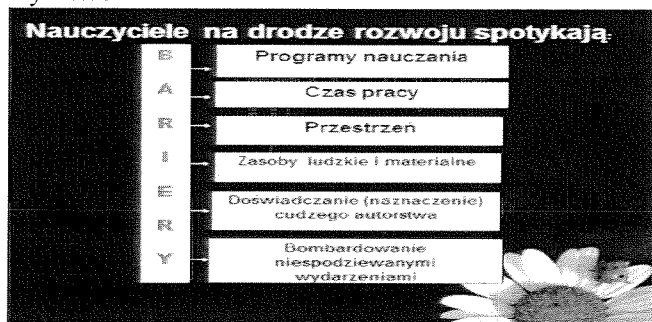 Nauczyciele na drodze rozwoju spotykają:
B
A
R
I
E
R
Y
Programy nauczania
Czas pracy
Przestrzeń
Zasoby ludzkie i materialne
Doświadczanie (naznaczenie)
cudzego autorstwa
Bombardowanie
niespodziewanymi
wydarzeniami